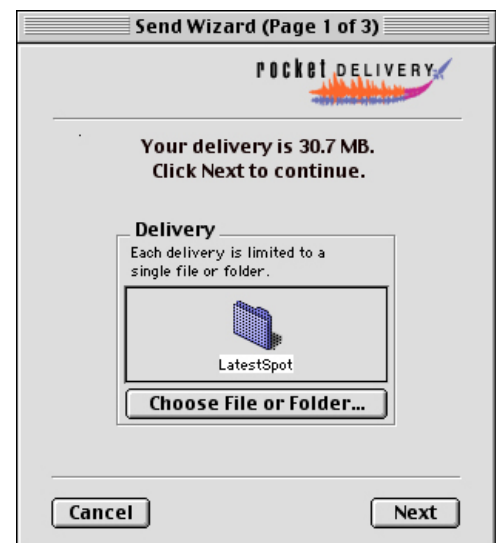 Send Wizard (Page 1 of 3)
rocket DELIVERY
Your delivery is 30.7 MB.
Click Next to continue.
Delivery
Each delivery is limited to a
single file or folder.
LatestSpot
Choose File or Folder...
Cancel
Next